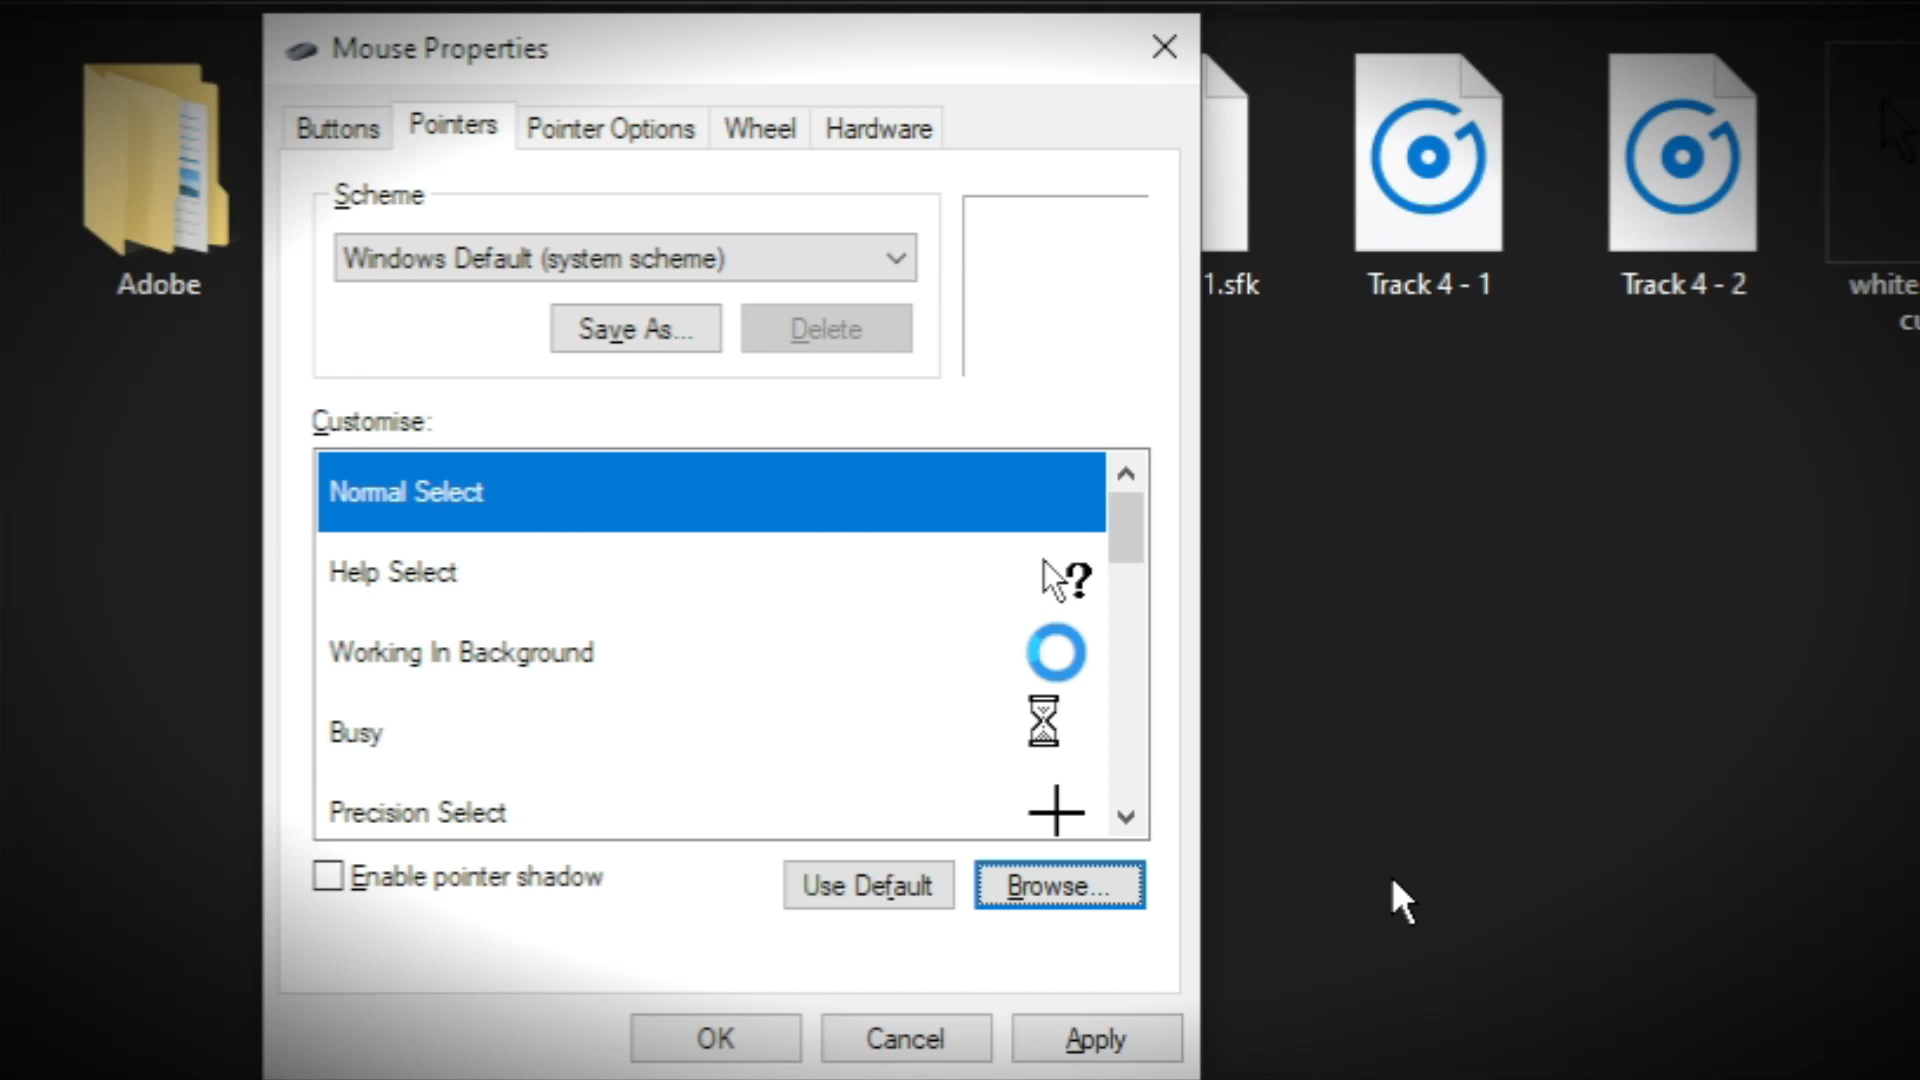 Mouse Properties
Buttons
Pointers
Pointer Options
Wheel
Hardware
Scheme
Windows Default (system scheme)
Save As...
Delete
Customise:
Normal Select
Help Select
Working In Background
Busy
Precision Select
Enable pointer shadow
Use Default
Browse...
OK
Cancel
Apply
Adobe
1.sfk
Track 4 - 1
Track 4 - 2
white